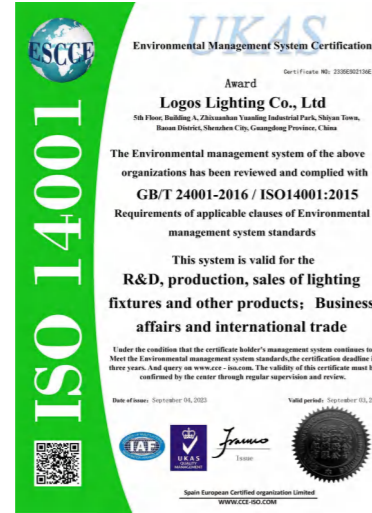 ESCCE
UKAS
Environmental Management System Certification
Certificate NO: 2335ESO2136E
Award
Logos Lighting Co., Ltd
5th Floor, Building A, Zhixuanhan Yuanling Industrial Park, Shiyan Town,
Baoan District, Shenzhen City, Guangdong Province, China
The Environmental management system of the above
organizations has been reviewed and complied with
GB/T 24001-2016 / ISO14001:2015
Requirements of applicable clauses of Environmental
management system standards
This system is valid for the
R&D, production, sales of lighting
fixtures and other products; Business
affairs and international trade
Under the condition that the certificate holder's management system continues to
Meet the Environmental management system standards,the certification deadline i
three years. And query on www.cce - iso.com. The validity of this certificate must b
confirmed by the center through regular supervision and review.
Date of issue: September 04, 2023
Valid period: September 03, 2
ISO 14001
IAF
UKAS
QUALITY
MANAGEMENT
Issue
Spain European Certified organization Limited
WWW.CCE-ISO.COM